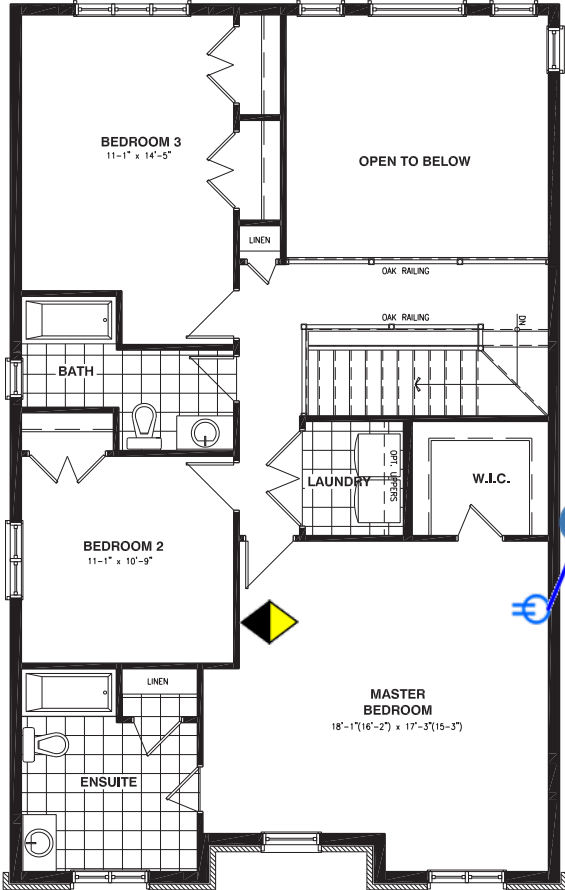 BEDROOM 3
11-1" x 14'-5"
OPEN TO BELOW
LINEN
OAK RAILING
OAK RAILING
DN
BATH
LAUNDRY
OPT. UPPERS
W.I.C.
BEDROOM 2
11-1" x 10'-9"
LINEN
MASTER
BEDROOM
18'-1"(16'-2") x 17'-3"(15-3")
ENSUITE